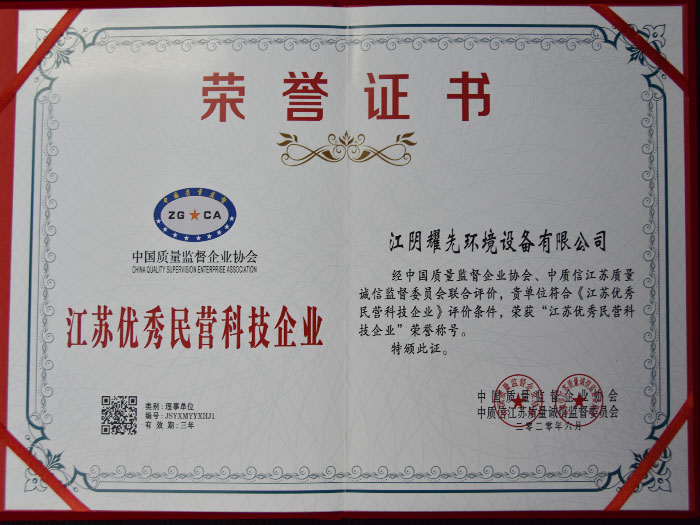 荣誉证书
ZG★CA
中国质量监督企业协会
CHINA QUALITY SUPERVISION ENTERPRISE ASSOCIATION
江苏优秀民营科技企业
类别：理事单位
编号：JSYXMYYXHJ1
有效期：三年
江阴耀先环境设备有限公司
经中国质量监督企业协会、中质信江苏质量
诚信监督委员会联合评价，贵单位符合《江苏优秀
民营科技企业》评价条件，荣获“江苏优秀民营科
技企业”荣誉称号。
特颁此证。
中国质量监督企业协会
中质信江苏质量诚信监督委员会
二〇二〇年六月